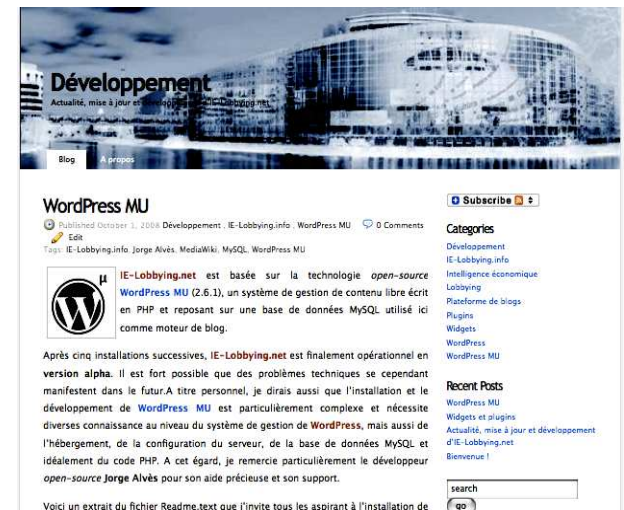 Développement
Actualité, mise à jour et développement d'IE-Lobbying.net
Blog
A propos
WordPress MU
Published October 1, 2008 Développement , IE-Lobbying.info , WordPress MU 0 Comments
Edit
Tags: IE-Lobbying.info, Jorge Alvès, MediaWiki, MySQL, WordPress MU
µ
IE-Lobbying.net est basée sur la technologie open-source
WordPress MU (2.6.1), un système de gestion de contenu libre écrit
en PHP et reposant sur une base de données MySQL utilisé ici
comme moteur de blog.
Après cinq installations successives, IE-Lobbying.net est finalement opérationnel en
version alpha. Il est fort possible que des problèmes techniques se cependant
manifestent dans le futur.A titre personnel, je dirais aussi que l'installation et le
développement de WordPress MU est particulièrement complexe et nécessite
diverses connaissance au niveau du système de gestion de WordPress, mais aussi de
l'hébergement, de la configuration du serveur, de la base de données MySQL et
idéalement du code PHP. A cet égard, je remercie particulièrement le développeur
open-source Jorge Alvès pour son aide précieuse et son support.
Voici un extrait du fichier Readme.text que j'invite tous les aspirant à l'installation de
Subscribe
Categories
Développement
IE-Lobbying.info
Intelligence économique
Lobbying
Plateforme de blogs
Plugins
Widgets
WordPress
WordPress MU
Recent Posts
WordPress MU
Widgets et plugins
Actualité, mise à jour et développement
d'IE-Lobbying.net
Bienvenue !
search
go